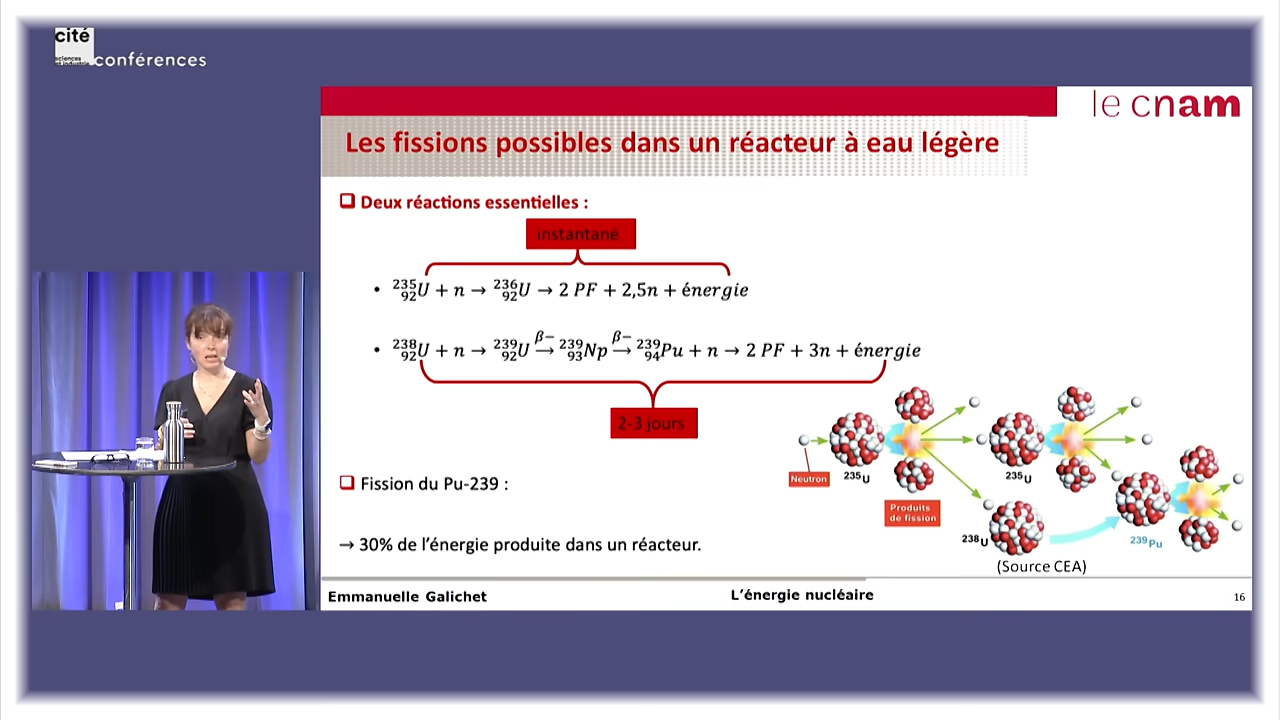 cité
sciences
et industrie
conférences
le cnam
Les fissions possibles dans un réacteur à eau légère
❑ Deux réactions essentielles :
instantané
• ²³⁵₉₂U + n → ²³⁶₉₂U → 2 PF + 2,5n + énergie
• ²³⁸₉₂U + n → ²³⁹₉₂U β−→ ²³⁹₉₃Np β−→ ²³⁹₉₄Pu + n → 2 PF + 3n + énergie
2-3 jours
Neutron
235U
235U
Produits
de fission
238U
239Pu
(Source CEA)
❑ Fission du Pu-239 :
→ 30% de l’énergie produite dans un réacteur.
Emmanuelle Galichet
L’énergie nucléaire
16